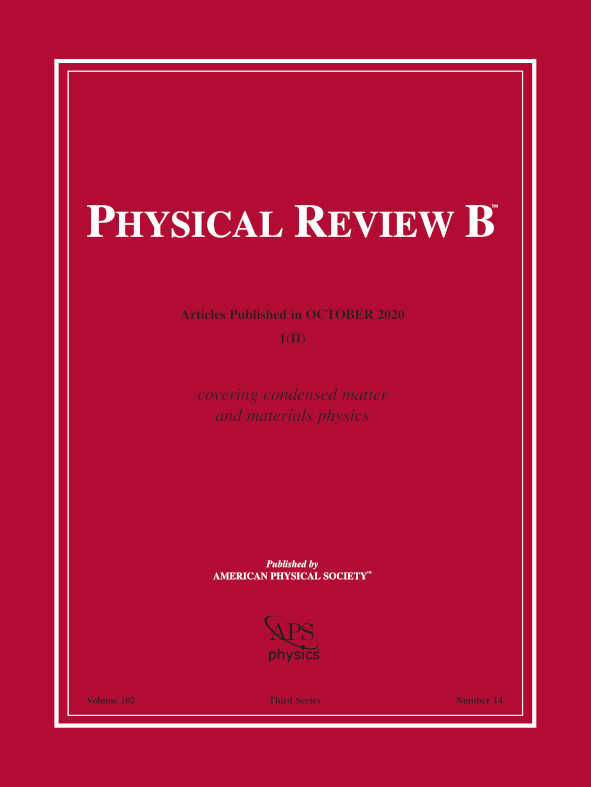 PHYSICAL REVIEW B™
Articles Published in OCTOBER 2020
1(II)
covering condensed matter
and materials physics
Published by
AMERICAN PHYSICAL SOCIETY™
APS
physics
Volume 102 Third Series Number 14